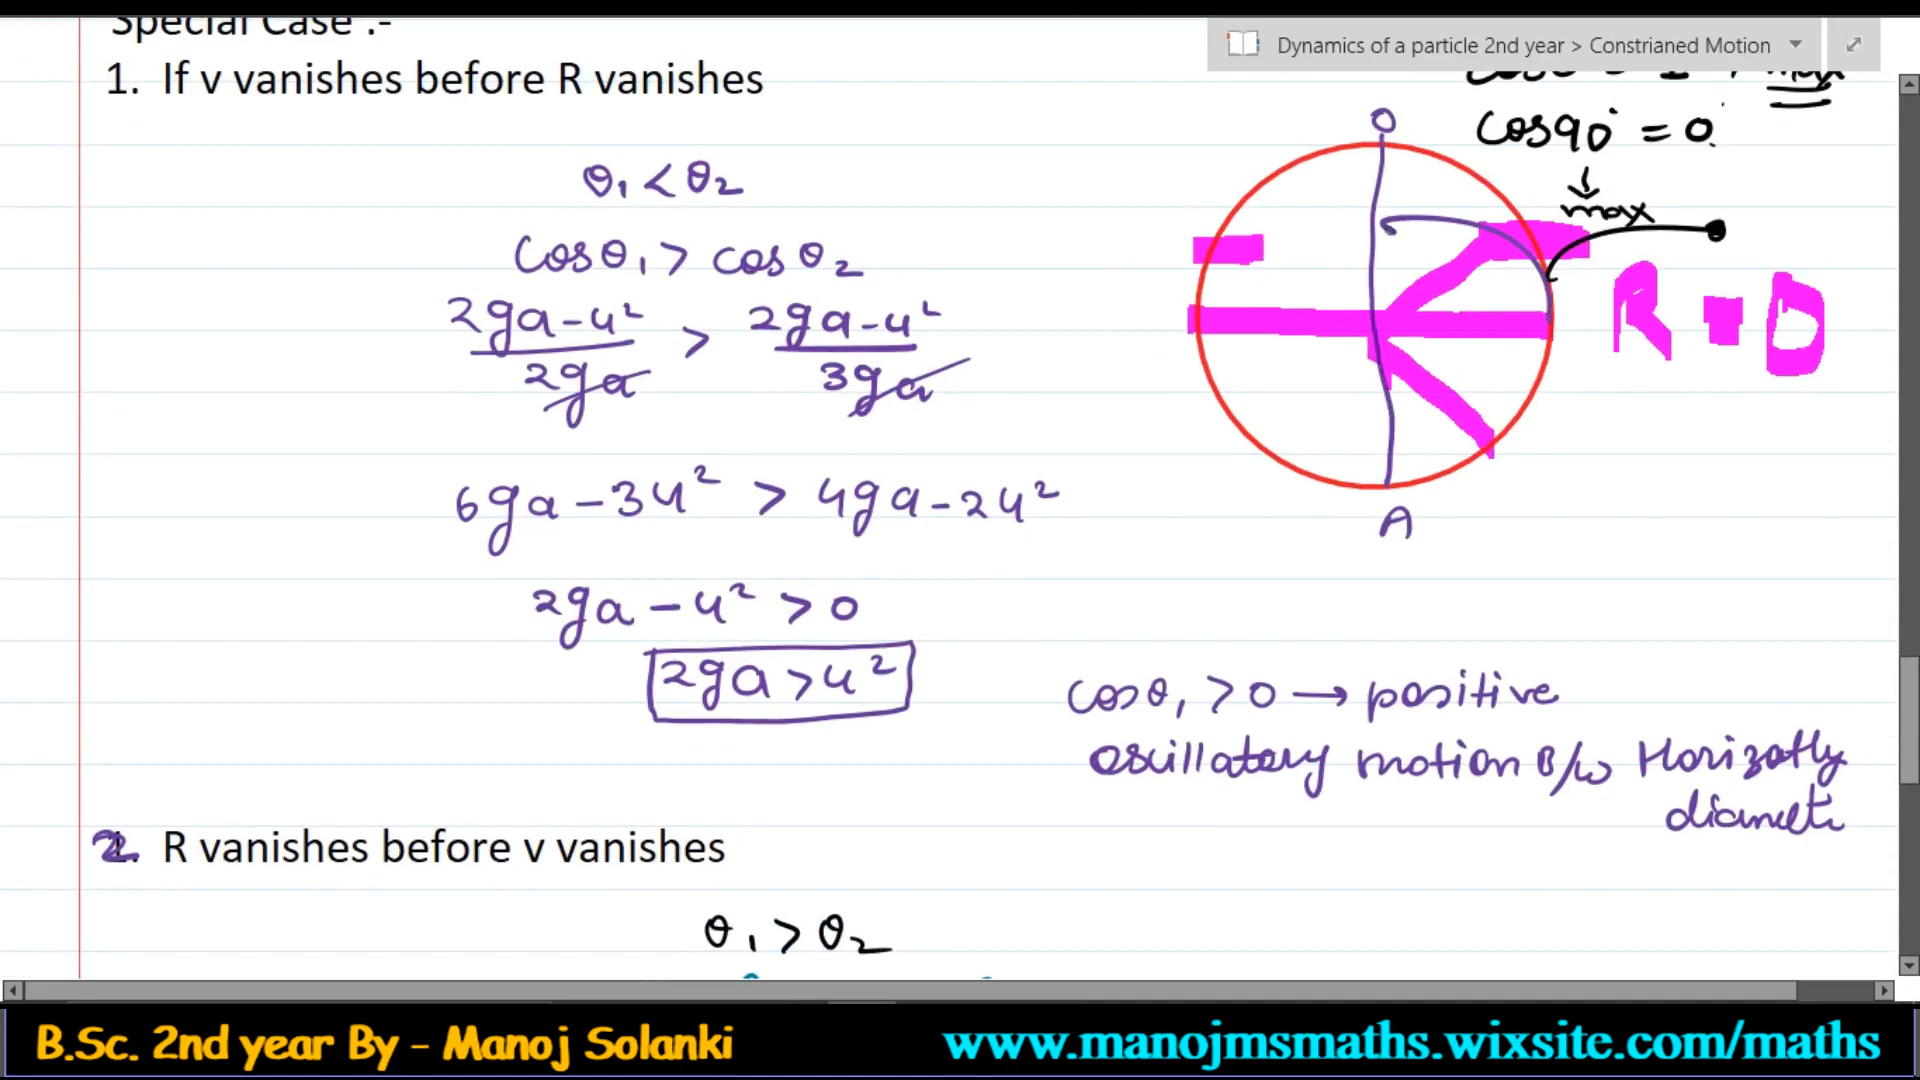 Special Case :-
Dynamics of a particle 2nd year > Constrianed Motion
1. If v vanishes before R vanishes
max
cos90° = 0
↓
max
O
θ₁ < θ₂
cosθ₁ > cosθ₂
2ga-u²/2ga > 2ga-u²/3ga
R = 0
6ga - 3u² > 4ga - 2u²
A
2ga - u² > 0
2ga > u²
cosθ₁ > 0 → positive
oscillatory motion B/w Horizatly
diamet
2. R vanishes before v vanishes
θ₁ > θ₂
B.Sc. 2nd year By - Manoj Solanki
www.manojmsmaths.wixsite.com/maths